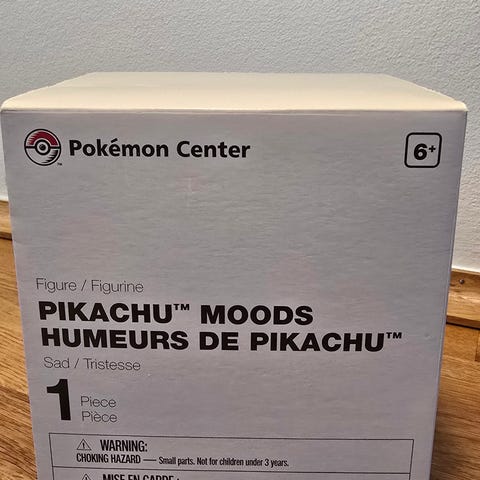 Pokémon Center
6+
Figure / Figurine
PIKACHU™ MOODS
HUMEURS DE PIKACHU™
Sad / Tristesse
1 Piece
Pièce
⚠ WARNING:
CHOKING HAZARD — Small parts. Not for children under 3 years.
⚠ MISE EN GARDE :